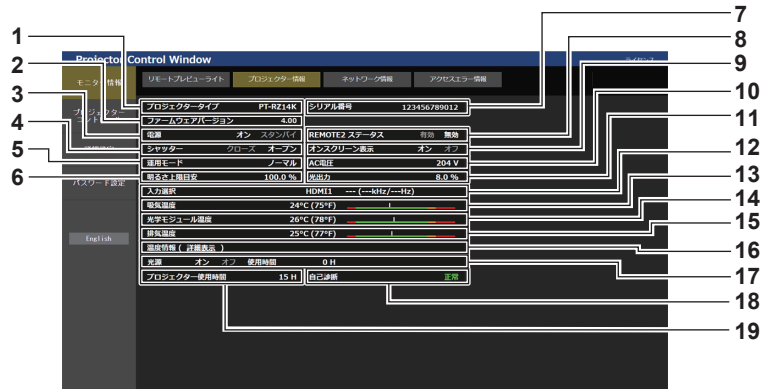 1
2
3
4
5
6
7
8
9
10
11
12
13
14
15
16
17
18
19
Projector Control Window
ライセンス
モニター情報
リモートプレビューライト プロジェクター情報 ネットワーク情報 アクセスエラー情報
プロジェクター
コントロール
パスワード設定
English
プロジェクタータイプ PT-RZ14K シリアル番号 123456789012
ファームウェアバージョン 4.00
電源 オン スタンバイ REMOTE2 ステータス 有効 無効
シャッター クローズ オープン オンスクリーン表示 オン オフ
運用モード ノーマル AC電圧 204 V
明るさ上限目安 100.0 % 光出力 8.0 %
入力選択 HDMI1 --- (---kHz/---Hz)
吸気温度 24°C (75°F)
光学モジュール温度 26°C (78°F)
排気温度 25°C (77°F)
温度情報 ( 詳細表示 )
光源 オン オフ 使用時間 0 H
プロジェクター使用時間 15 H 自己診断 正常